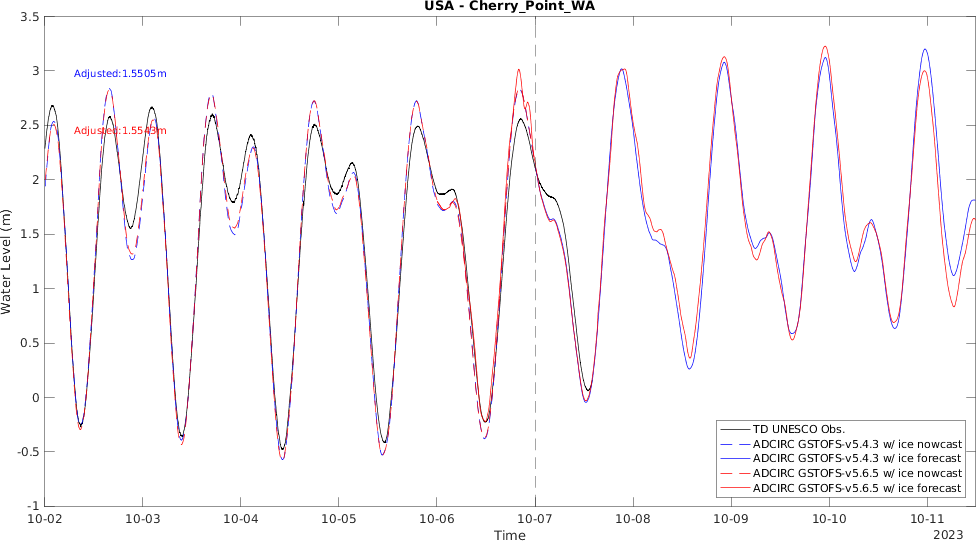 USA - Cherry_Point_WA
3.5
3
2.5
2
1.5
1
0.5
0
-0.5
-1
Water Level (m)
Adjusted:1.5505m
Adjusted:1.5543m
TD UNESCO Obs.
ADCIRC GSTOFS-v5.4.3 w/ ice nowcast
ADCIRC GSTOFS-v5.4.3 w/ ice forecast
ADCIRC GSTOFS-v5.6.5 w/ ice nowcast
ADCIRC GSTOFS-v5.6.5 w/ ice forecast
10-02 10-03 10-04 10-05 10-06 10-07 10-08 10-09 10-10 10-11
Time
2023